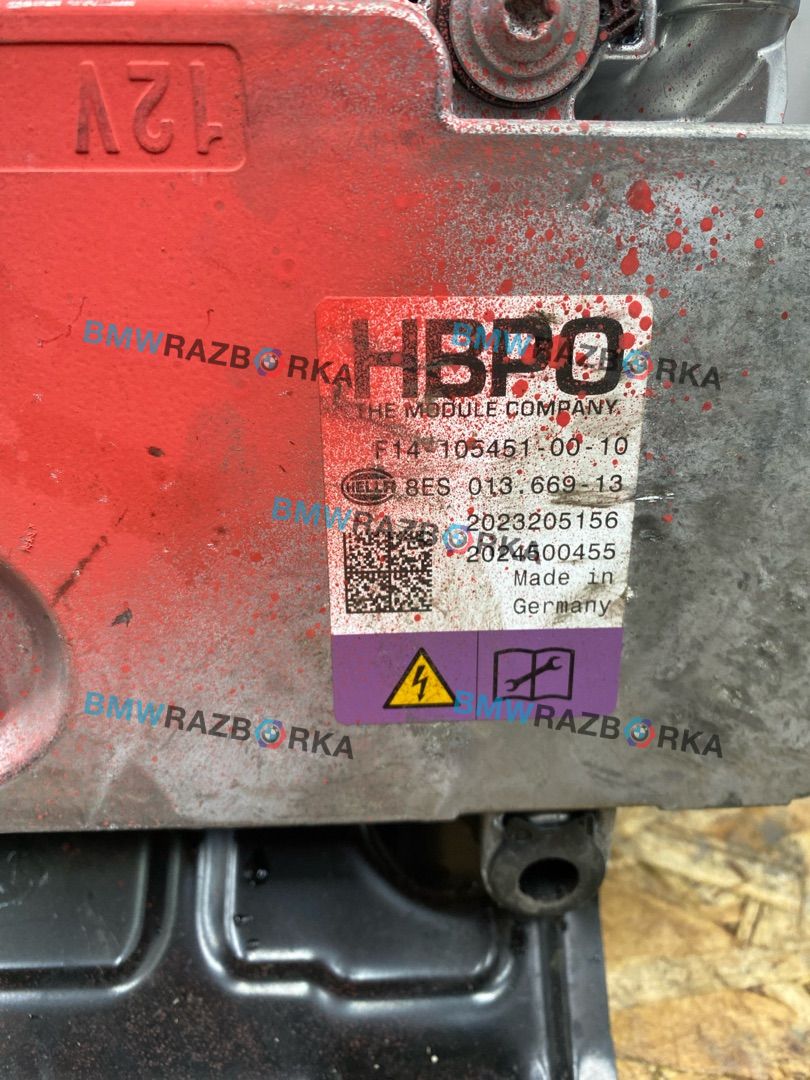 12V
HBPO
THE MODULE COMPANY
F14-105451-00-10
HELLA 8ES 013.669-13
2023205156
2024500455
Made in
Germany
BMWRAZBORKA
BMWRAZBORKA
BMWRAZBORKA
BMWRAZBORKA
BMWRAZBORKA